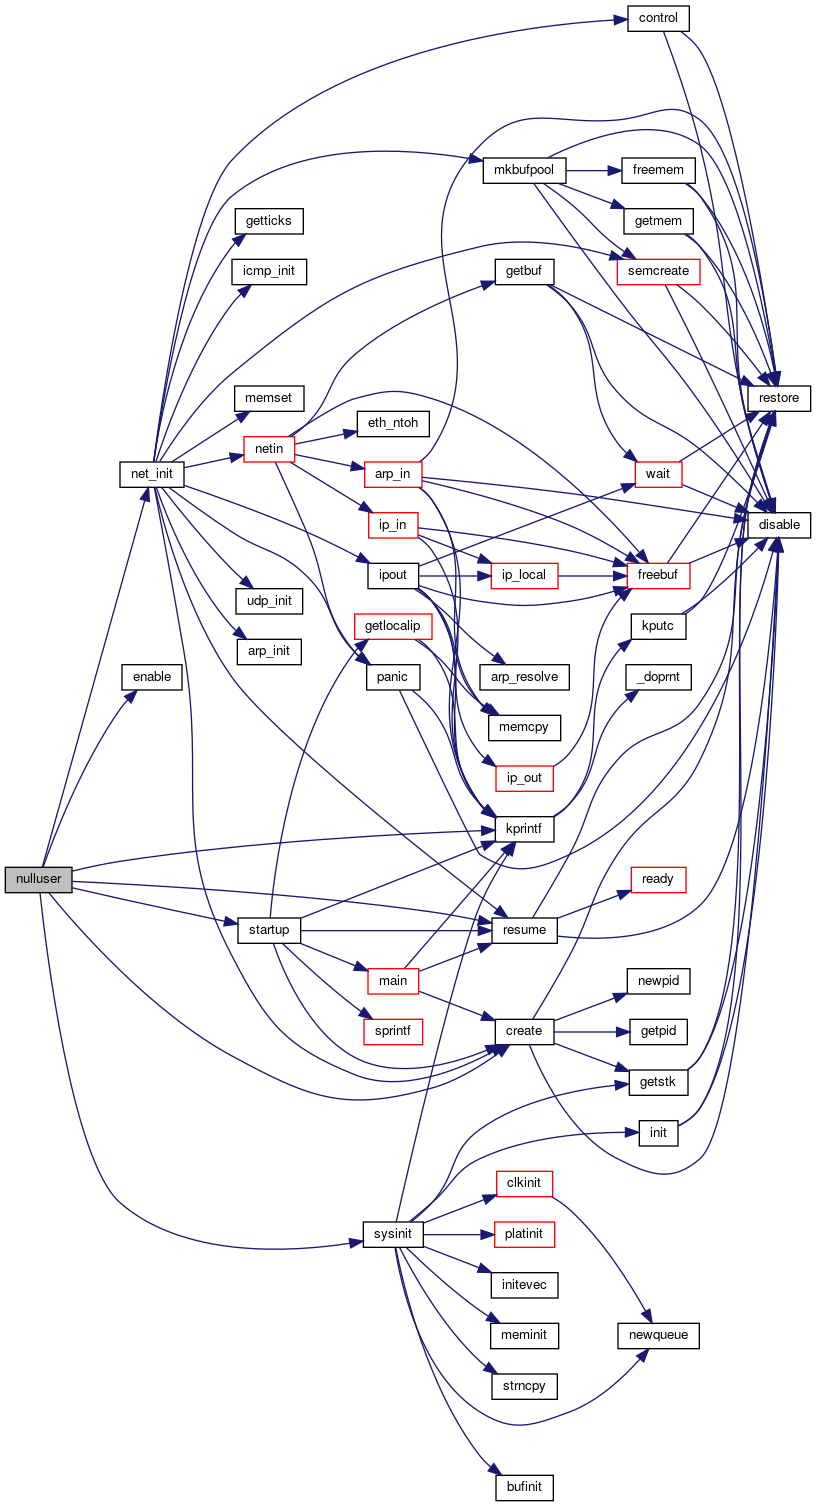 control
mkbufpool
freemem
getticks
getmem
icmp_init
getbuf
semcreate
memset
restore
eth_ntoh
netin
net_init
arp_in
wait
ip_in
disable
ipout
ip_local
freebuf
udp_init
getlocalip
kputc
arp_init
enable
panic
arp_resolve
_doprnt
memcpy
ip_out
kprintf
nulluser
ready
startup
resume
main
newpid
sprintf
create
getpid
getstk
init
clkinit
sysinit
platinit
initevec
meminit
newqueue
strncpy
bufinit